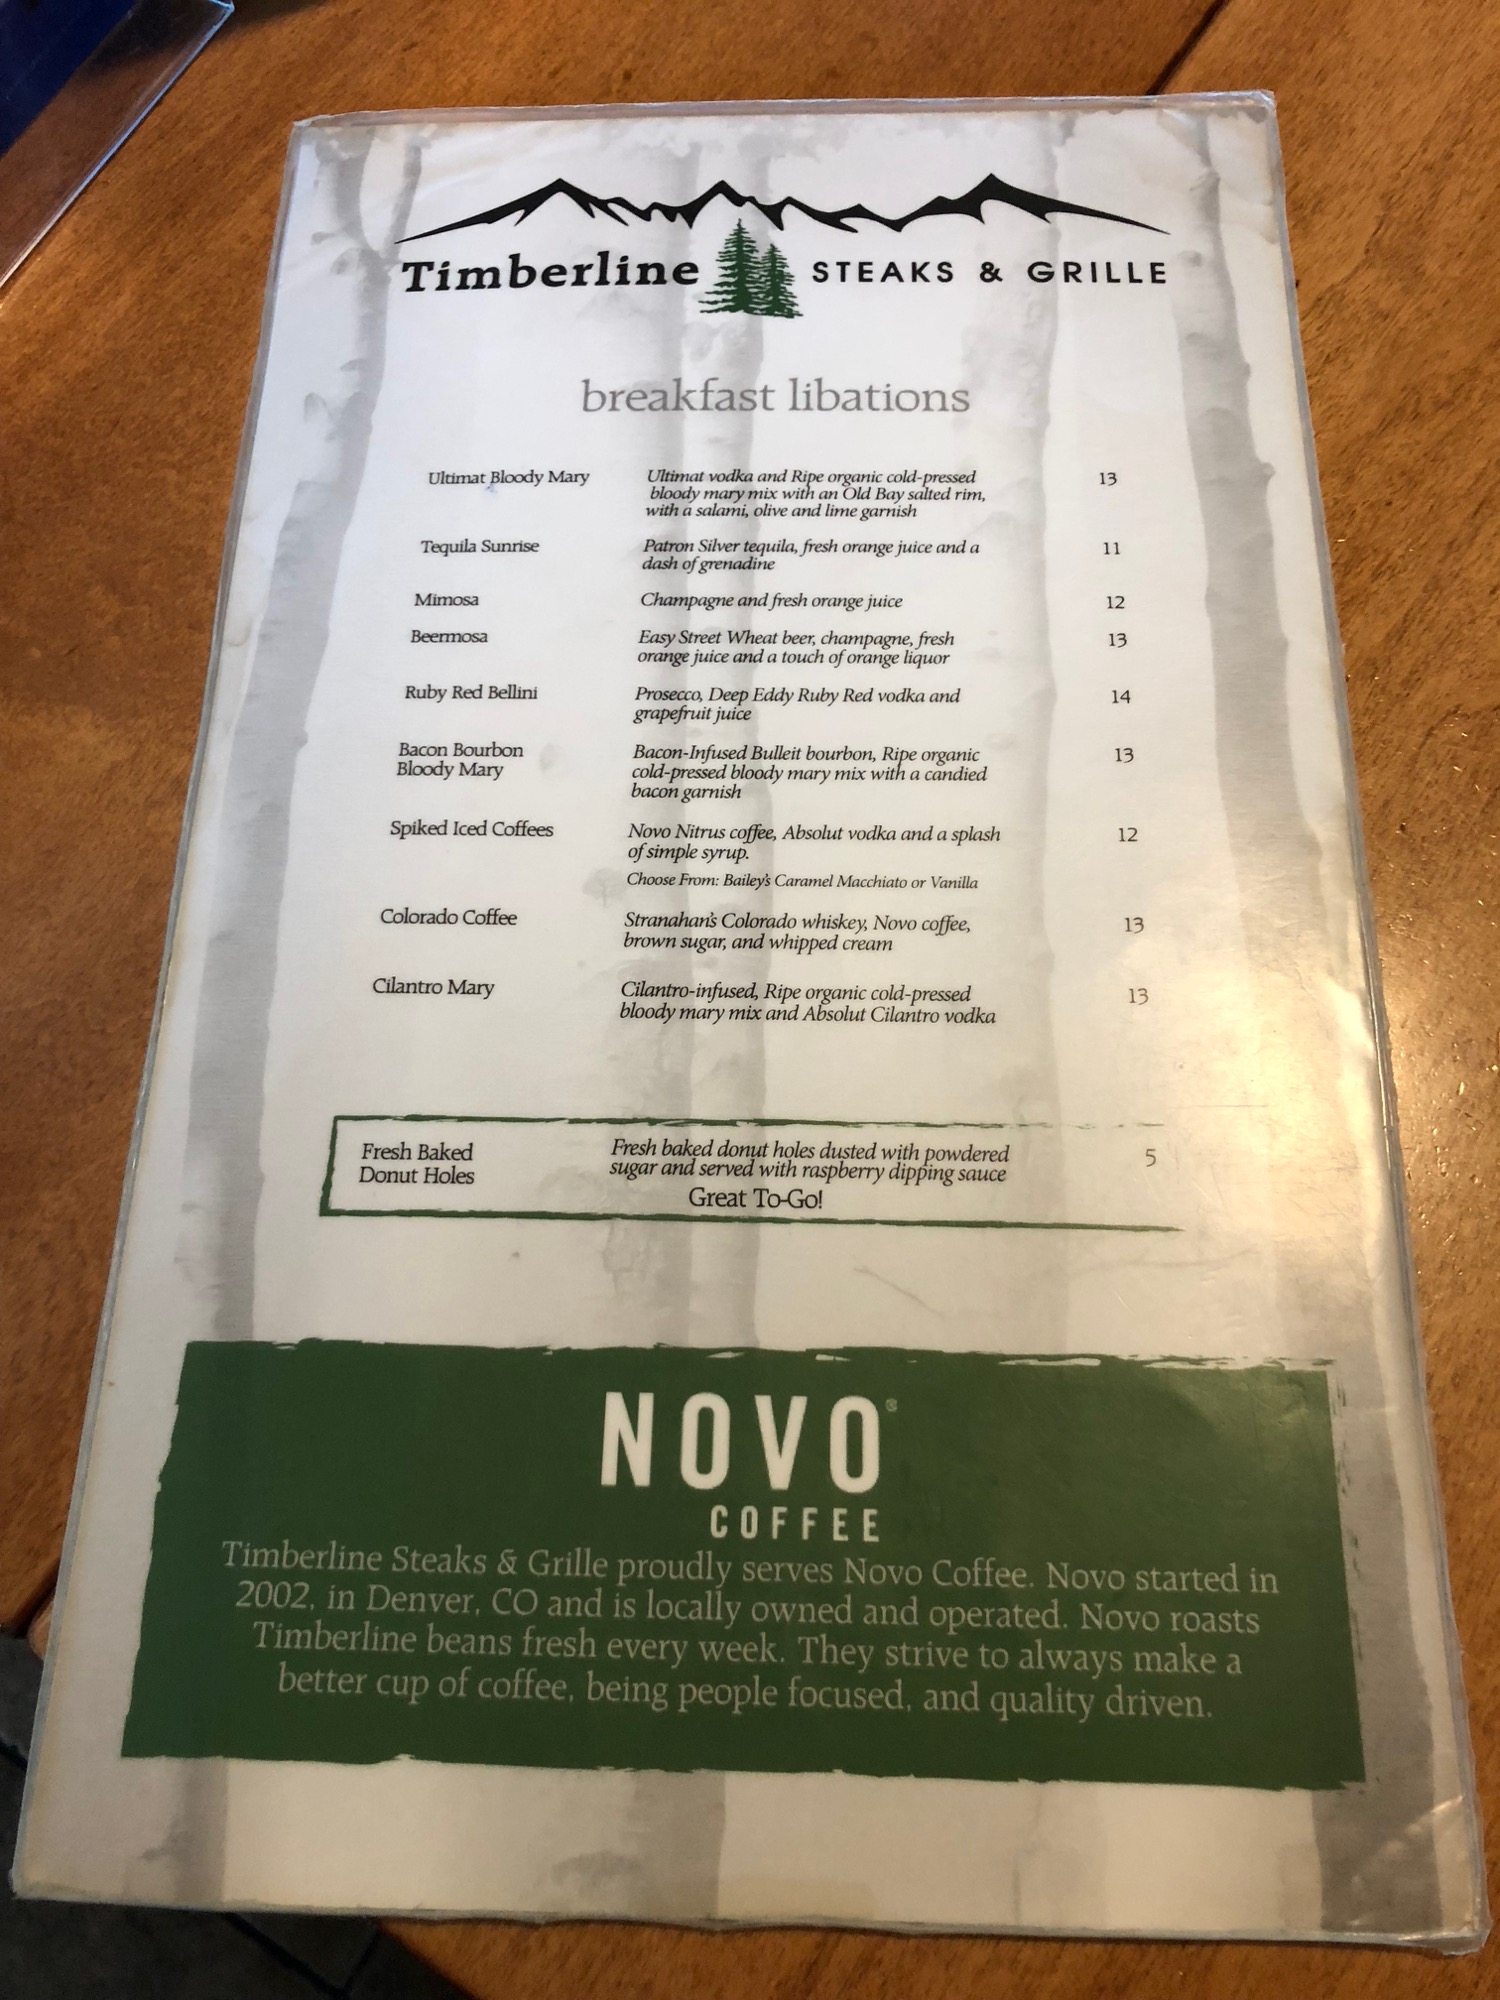 Timberline STEAKS & GRILLE
breakfast libations
Ultimat Bloody Mary Ultimat vodka and Ripe organic cold-pressed 13
bloody mary mix with an Old Bay salted rim,
with a salami, olive and lime garnish
Tequila Sunrise Patron Silver tequila, fresh orange juice and a 11
dash of grenadine
Mimosa Champagne and fresh orange juice 12
Beermosa Easy Street Wheat beer, champagne, fresh 13
orange juice and a touch of orange liquor
Ruby Red Bellini Prosecco, Deep Eddy Ruby Red vodka and 14
grapefruit juice
Bacon Bourbon Bacon-Infused Bulleit bourbon, Ripe organic 13
Bloody Mary cold-pressed bloody mary mix with a candied
bacon garnish
Spiked Iced Coffees Novo Nitrus coffee, Absolut vodka and a splash 12
of simple syrup.
Choose From: Bailey's Caramel Macchiato or Vanilla
Colorado Coffee Stranahan's Colorado whiskey, Novo coffee, 13
brown sugar, and whipped cream
Cilantro Mary Cilantro-infused, Ripe organic cold-pressed 13
bloody mary mix and Absolut Cilantro vodka
Fresh Baked Fresh baked donut holes dusted with powdered 5
Donut Holes sugar and served with raspberry dipping sauce
Great To-Go!
NOVO®
COFFEE
Timberline Steaks & Grille proudly serves Novo Coffee. Novo started in
2002, in Denver, CO and is locally owned and operated. Novo roasts
Timberline beans fresh every week. They strive to always make a
better cup of coffee, being people focused, and quality driven.